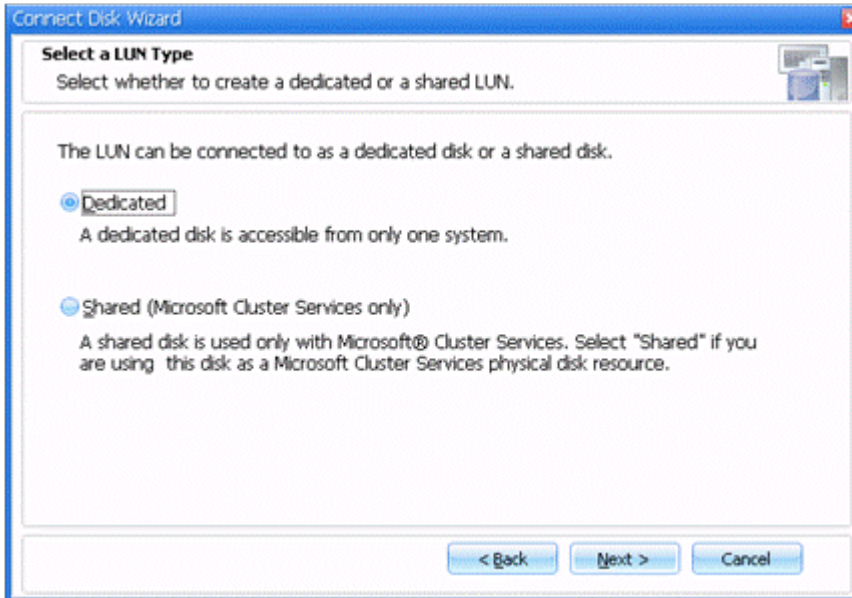 Connect Disk Wizard
Select a LUN Type
Select whether to create a dedicated or a shared LUN.
The LUN can be connected to as a dedicated disk or a shared disk.
Dedicated
A dedicated disk is accessible from only one system.
Shared (Microsoft Cluster Services only)
A shared disk is used only with Microsoft® Cluster Services. Select "Shared" if you
are using this disk as a Microsoft Cluster Services physical disk resource.
< Back Next > Cancel